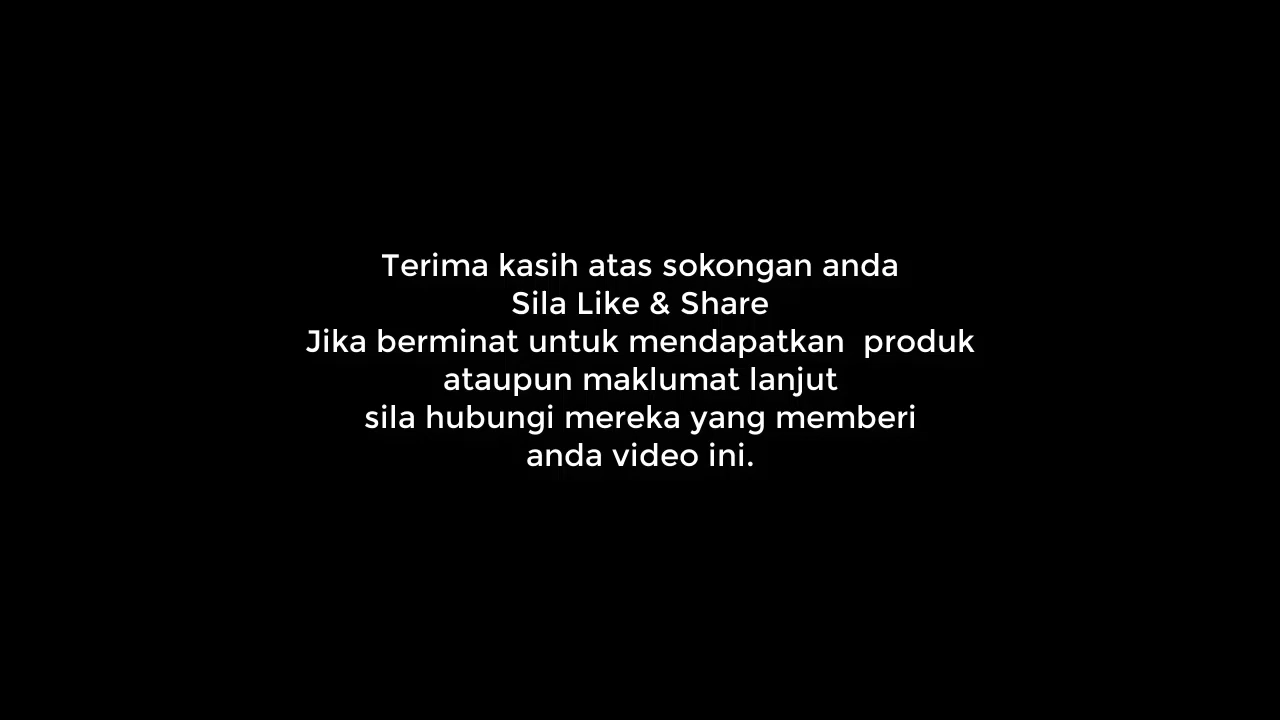 Terima kasih atas sokongan anda
Sila Like & Share
Jika berminat untuk mendapatkan  produk
ataupun maklumat lanjut
sila hubungi mereka yang memberi
anda video ini.